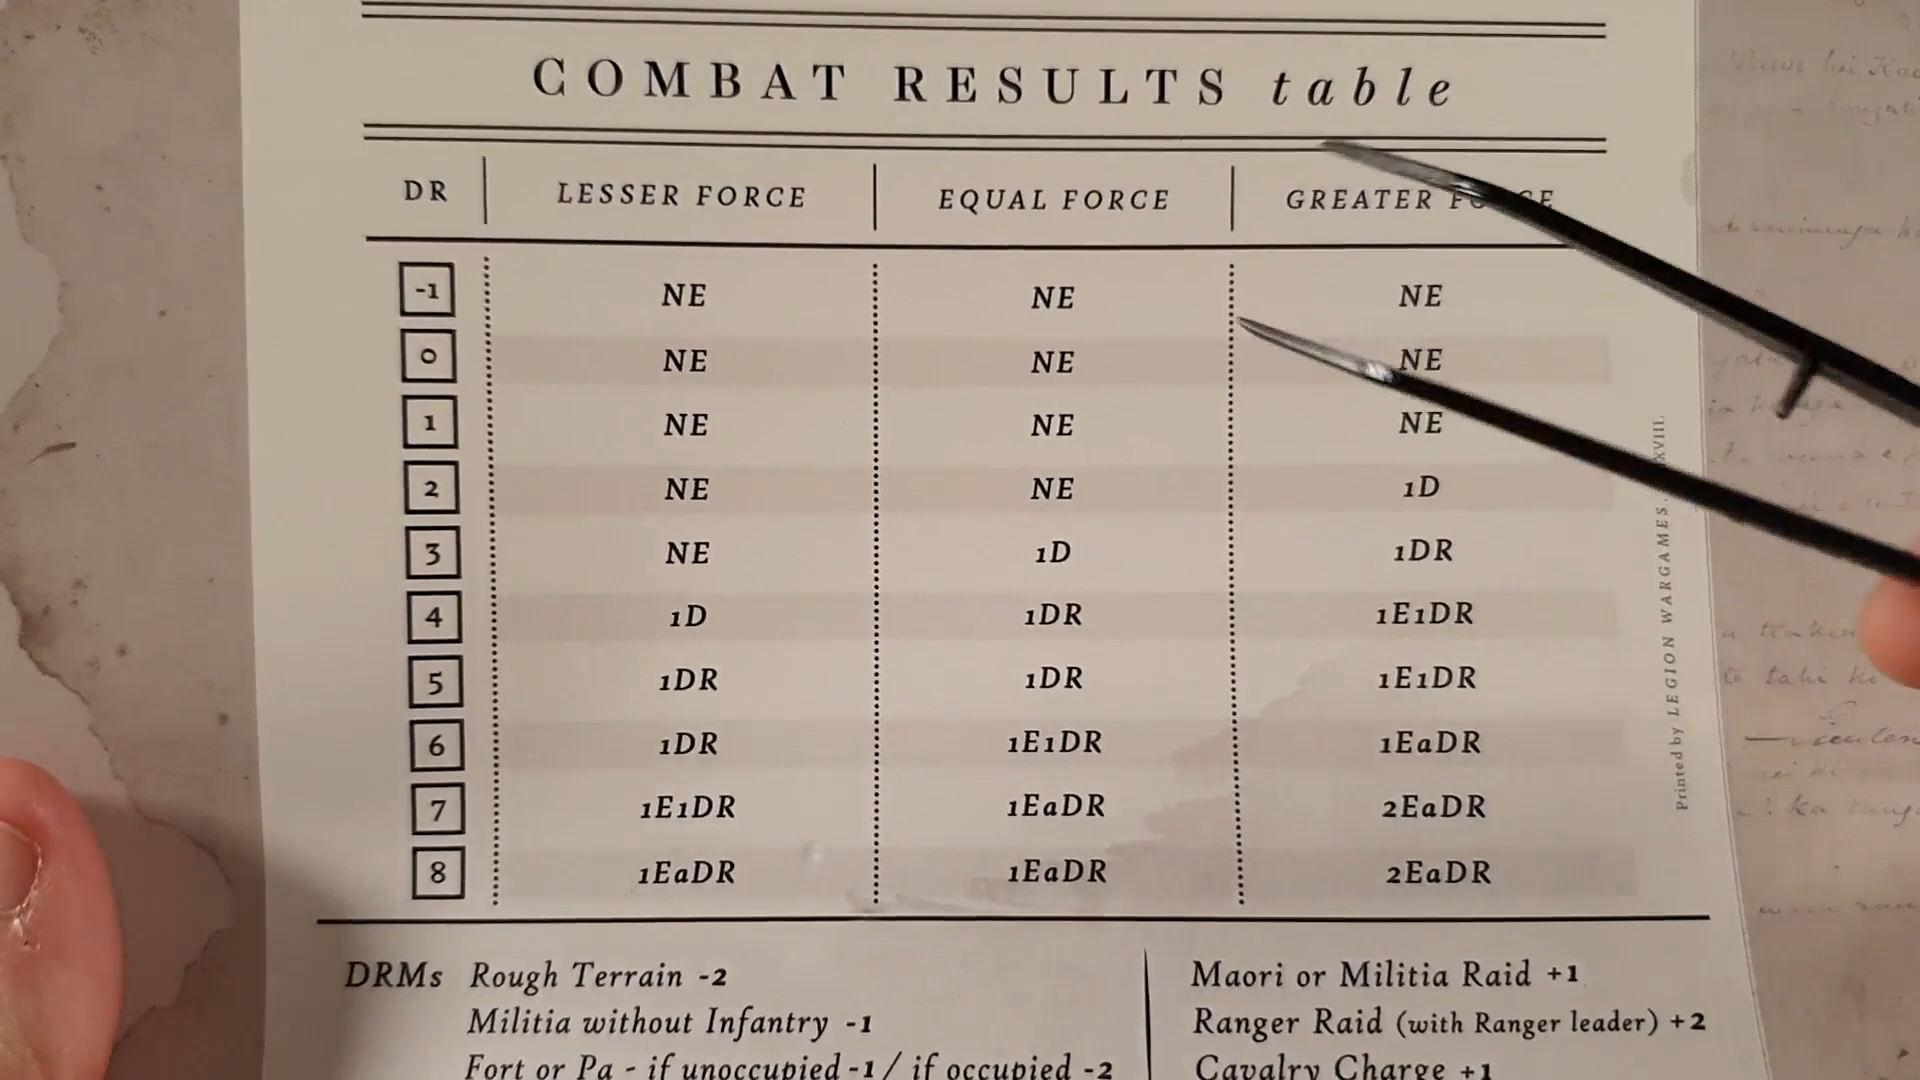 COMBAT RESULTS table
DR LESSER FORCE EQUAL FORCE GREATER FORCE
-1 NE NE NE
0 NE NE NE
1 NE NE NE
2 NE NE 1D
3 NE 1D 1DR
4 1D 1DR 1E1DR
5 1DR 1DR 1E1DR
6 1DR 1E1DR 1EaDR
7 1E1DR 1EaDR 2EaDR
8 1EaDR 1EaDR 2EaDR
Printed by LEGION WARGAMES
DRMs Rough Terrain -2
Militia without Infantry -1
Fort or Pa - if unoccupied -1 / if occupied -2
Maori or Militia Raid +1
Ranger Raid (with Ranger leader) +2
Cavalry Charge +1